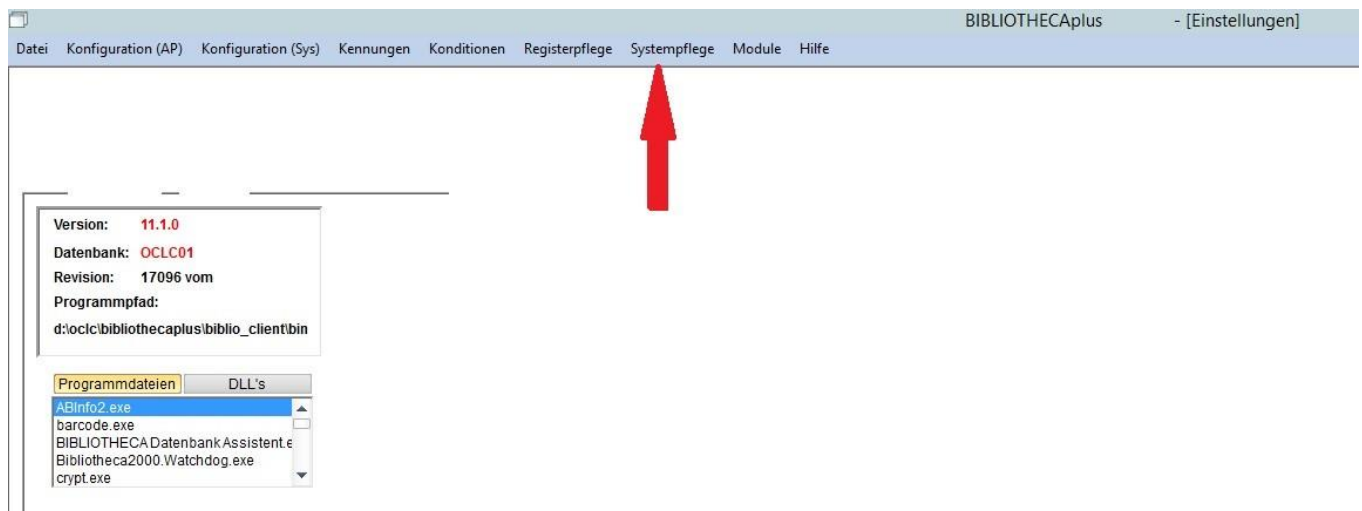 BIBLIOTHECAplus - [Einstellungen]
Datei Konfiguration (AP) Konfiguration (Sys) Kennungen Konditionen Registerpflege Systempflege Module Hilfe
Version: 11.1.0
Datenbank: OCLC01
Revision: 17096 vom
Programmpfad:
d:\oclc\bibliothecaplus\biblio_client\bin
Programmdateien DLL's
ABInfo2.exe
barcode.exe
BIBLIOTHECA Datenbank Assistent.e
Bibliotheca2000.Watchdog.exe
crypt.exe